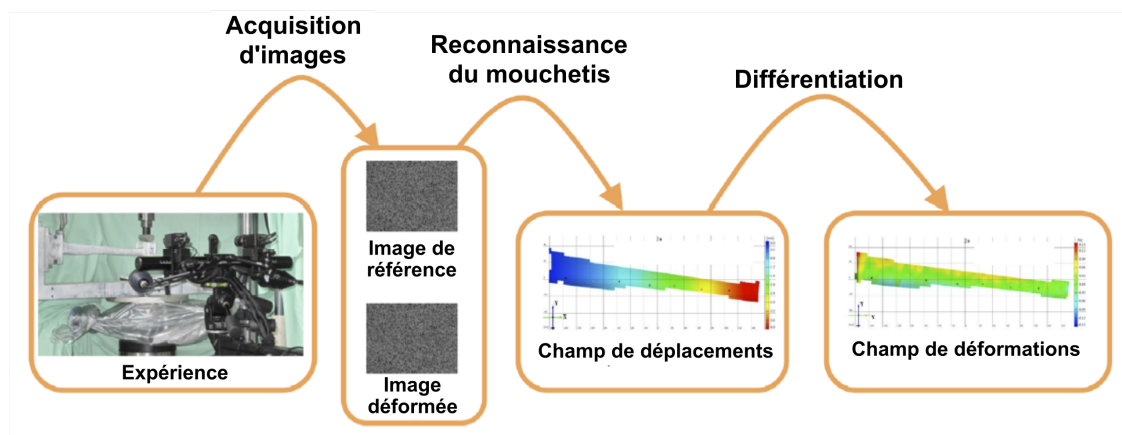 Acquisition
d'images
Reconnaissance
du mouchetis
Différentiation
Expérience
Image de
référence
Image
déformée
Champ de déplacements
Champ de déformations